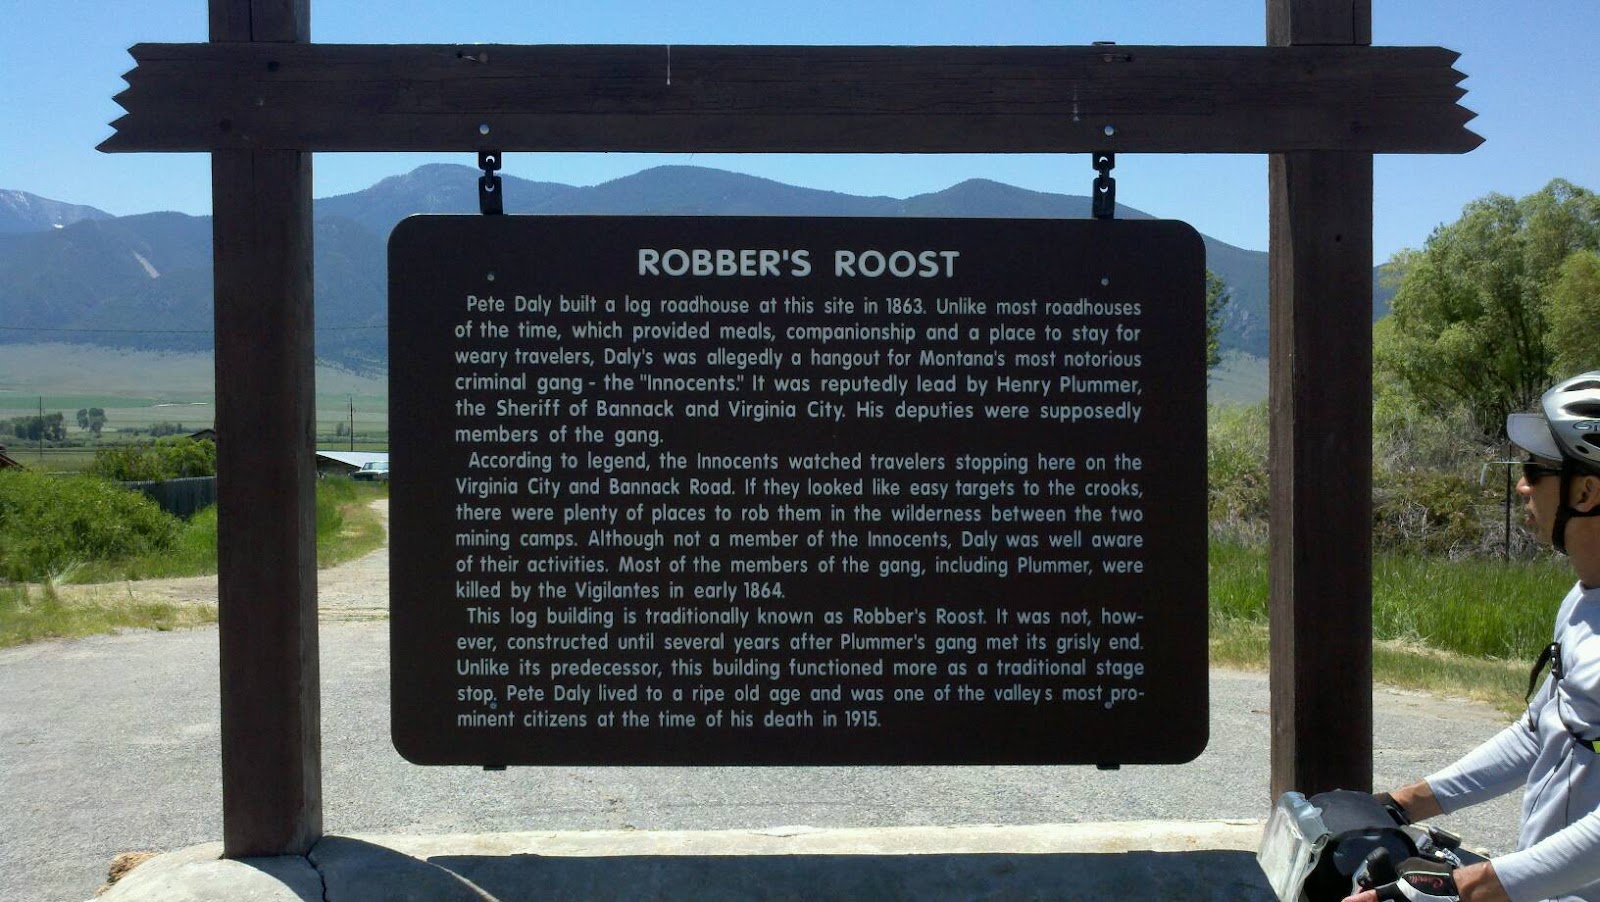 ROBBER'S ROOST
Pete Daly built a log roadhouse at this site in 1863. Unlike most roadhouses
of the time, which provided meals, companionship and a place to stay for
weary travelers, Daly's was allegedly a hangout for Montana's most notorious
criminal gang - the "Innocents." It was reputedly lead by Henry Plummer,
the Sheriff of Bannack and Virginia City. His deputies were supposedly
members of the gang.
According to legend, the Innocents watched travelers stopping here on the
Virginia City and Bannack Road. If they looked like easy targets to the crooks,
there were plenty of places to rob them in the wilderness between the two
mining camps. Although not a member of the Innocents, Daly was well aware
of their activities. Most of the members of the gang, including Plummer, were
killed by the Vigilantes in early 1864.
This log building is traditionally known as Robber's Roost. It was not, how-
ever, constructed until several years after Plummer's gang met its grisly end.
Unlike its predecessor, this building functioned more as a traditional stage
stop. Pete Daly lived to a ripe old age and was one of the valley s most pro-
minent citizens at the time of his death in 1915.